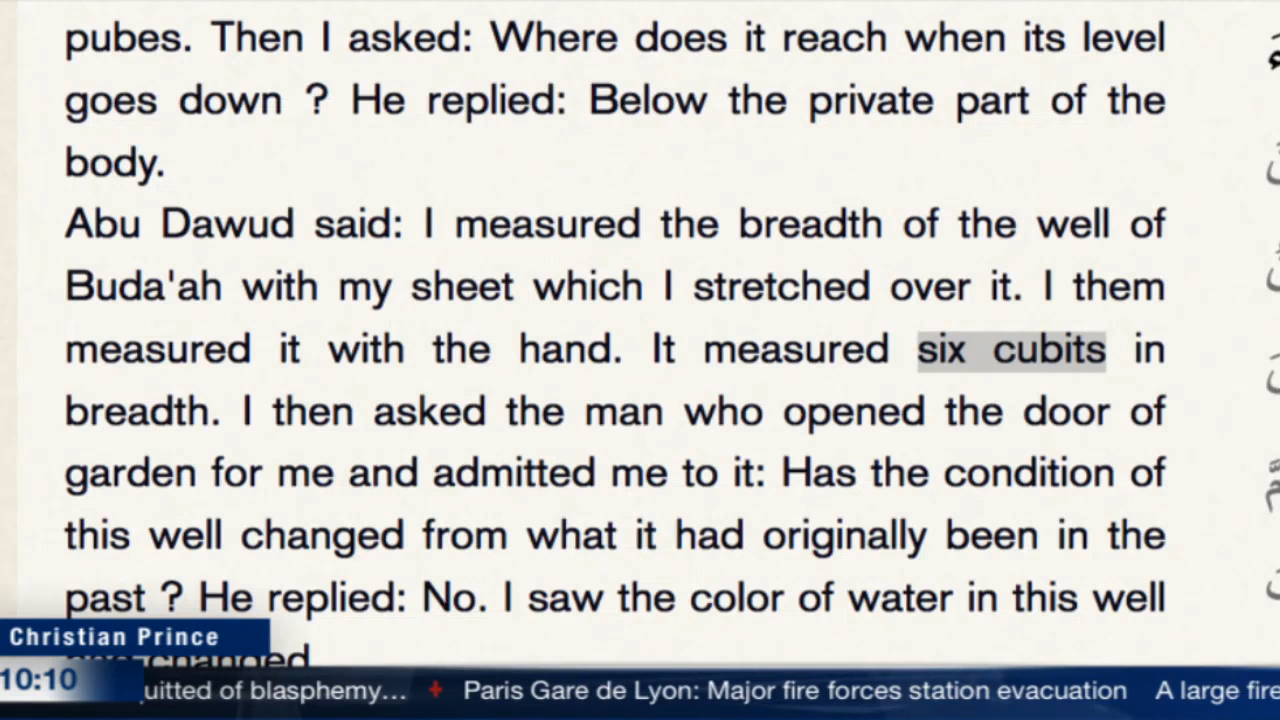 pubes. Then I asked: Where does it reach when its level
goes down ? He replied: Below the private part of the
body.
Abu Dawud said: I measured the breadth of the well of
Buda'ah with my sheet which I stretched over it. I them
measured it with the hand. It measured six cubits in
breadth. I then asked the man who opened the door of
garden for me and admitted me to it: Has the condition of
this well changed from what it had originally been in the
past ? He replied: No. I saw the color of water in this well
changed
Christian Prince
10:10
uitted of blasphemy... + Paris Gare de Lyon: Major fire forces station evacuation A large fire